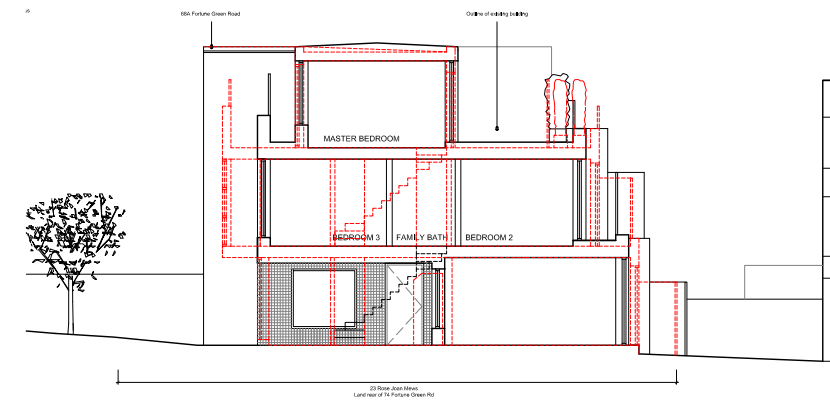 68A Fortune Green Road
Outline of existing building
MASTER BEDROOM
BEDROOM 3
FAMILY BATH
BEDROOM 2
23 Rose Joan Mews
Land rear of 74 Fortune Green Rd